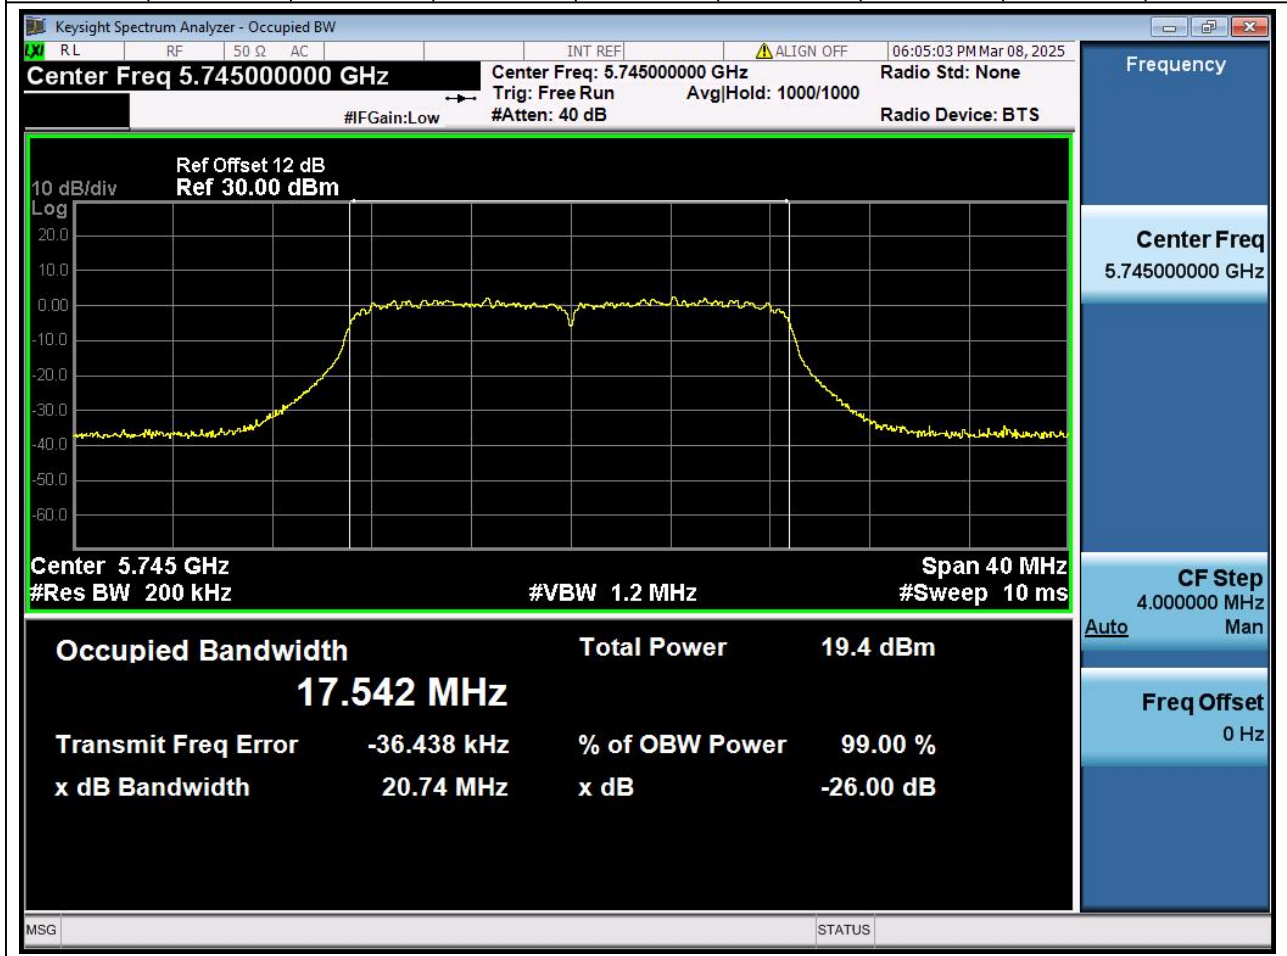 Keysight Spectrum Analyzer - Occupied BW
LXI RL RF 50 Ω AC INT REF ALIGN OFF 06:05:03 PM Mar 08, 2025
Center Freq 5.745000000 GHz
Center Freq: 5.745000000 GHz
Radio Std: None
Trig: Free Run Avg|Hold: 1000/1000
#IFGain:Low
#Atten: 40 dB
Radio Device: BTS
Ref Offset 12 dB
10 dB/div Ref 30.00 dBm
Log
20.0
10.0
0.00
-10.0
-20.0
-30.0
-40.0
-50.0
-60.0
Center 5.745 GHz Span 40 MHz
#Res BW 200 kHz #VBW 1.2 MHz #Sweep 10 ms
Occupied Bandwidth Total Power 19.4 dBm
17.542 MHz
Transmit Freq Error -36.438 kHz % of OBW Power 99.00 %
x dB Bandwidth 20.74 MHz x dB -26.00 dB
Frequency
Center Freq
5.745000000 GHz
CF Step
4.000000 MHz
Auto Man
Freq Offset
0 Hz
MSG STATUS